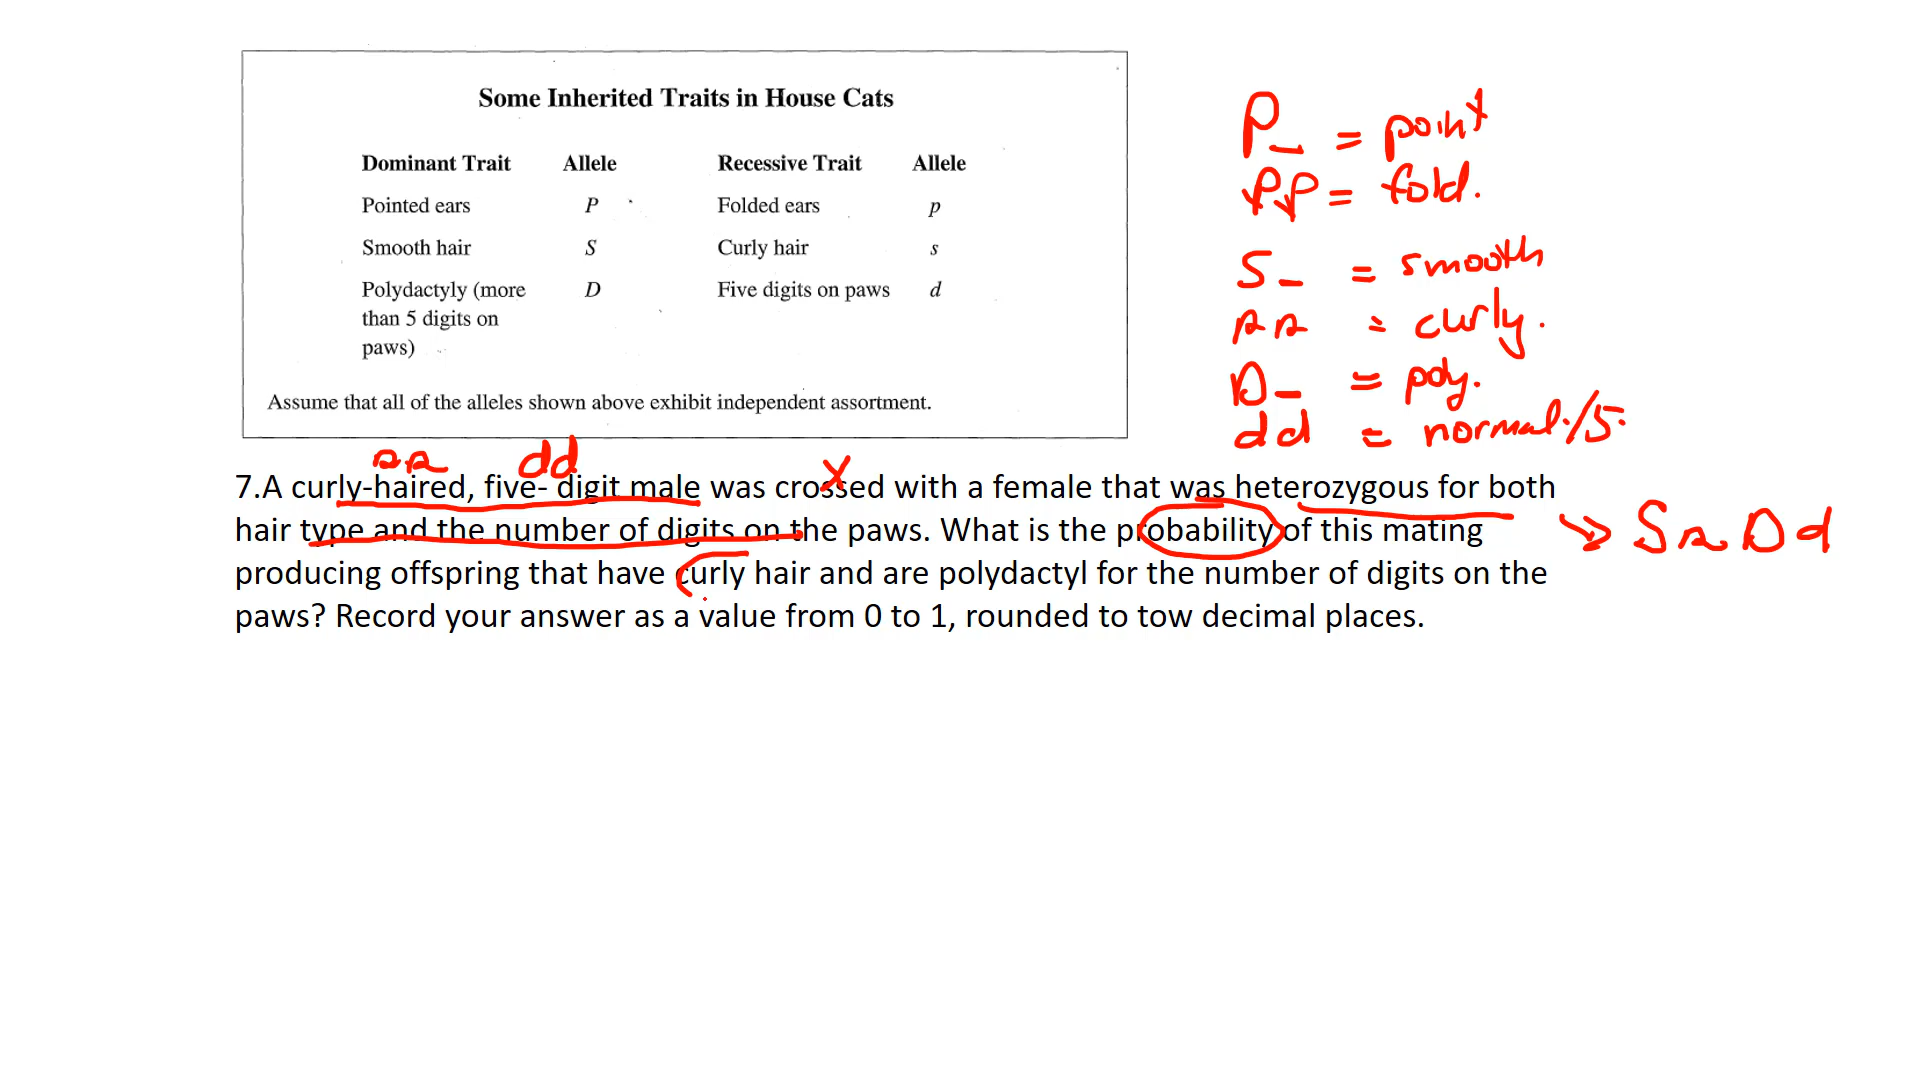 Some Inherited Traits in House Cats
Dominant Trait Allele Recessive Trait Allele
Pointed ears P Folded ears p
Smooth hair S Curly hair s
Polydactyly (more D Five digits on paws d
than 5 digits on
paws)
Assume that all of the alleles shown above exhibit independent assortment.
P_ = point
pp = fold.
S_ = smooth
ss = curly.
D_ = poly.
dd = normal./5.
ss dd x
7.A curly-haired, five- digit male was crossed with a female that was heterozygous for both
hair type and the number of digits on the paws. What is the probability of this mating
SsDd
producing offspring that have curly hair and are polydactyl for the number of digits on the
paws? Record your answer as a value from 0 to 1, rounded to tow decimal places.